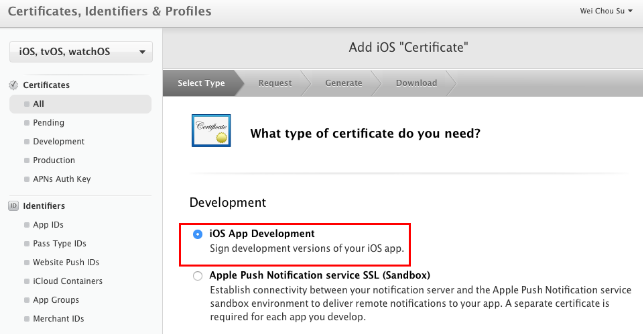 Certificates, Identifiers & Profiles
Wei Chou Su
iOS, tvOS, watchOS
Certificates
All
Pending
Development
Production
APNs Auth Key
Identifiers
App IDs
Pass Type IDs
Website Push IDs
iCloud Containers
App Groups
Merchant IDs
Add iOS "Certificate"
Select Type
Request
Generate
Download
Certificate
What type of certificate do you need?
Development
iOS App Development
Sign development versions of your iOS app.
Apple Push Notification service SSL (Sandbox)
Establish connectivity between your notification server and the Apple Push Notification service
sandbox environment to deliver remote notifications to your app. A separate certificate is
required for each app you develop.